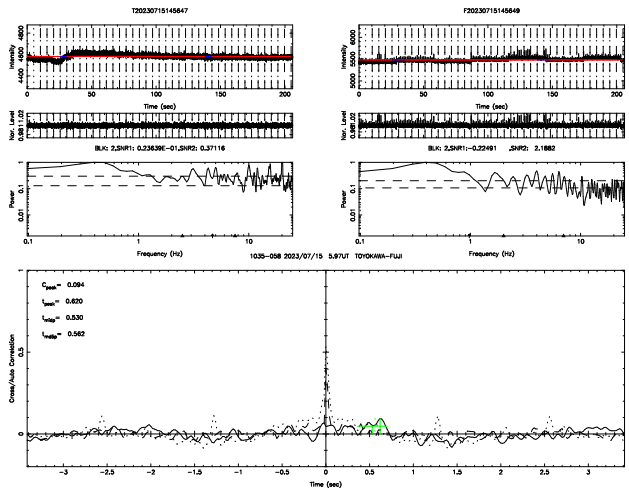 T20230715145647
F20230715145649
Intensity
4400 4600 4800
0 50 100 150 200
Time (sec)
Intensity
5000 5500 6000
0 50 100 150 200
Time (sec)
Nor. Level
Nor. Level
BLK: 2,SNR1: 0.23639E-01,SNR2: 0.37116
BLK: 2,SNR1:-0.22491 ,SNR2: 2.1882
Power
1
0.1
0.01
0.1 1 10
Frequency (Hz)
Power
1
0.1
0.01
0.1 1 10
Frequency (Hz)
1035-058 2023/07/15 5.97UT TOYOKAWA-FUJI
Cross/Auto Correlation
1
0.5
0
Cpeak= 0.094
tpeak= 0.620
tmidp= 0.530
tmddp= 0.562
-3 -2.5 -2 -1.5 -1 -0.5 0 0.5 1 1.5 2 2.5 3
Time (sec)